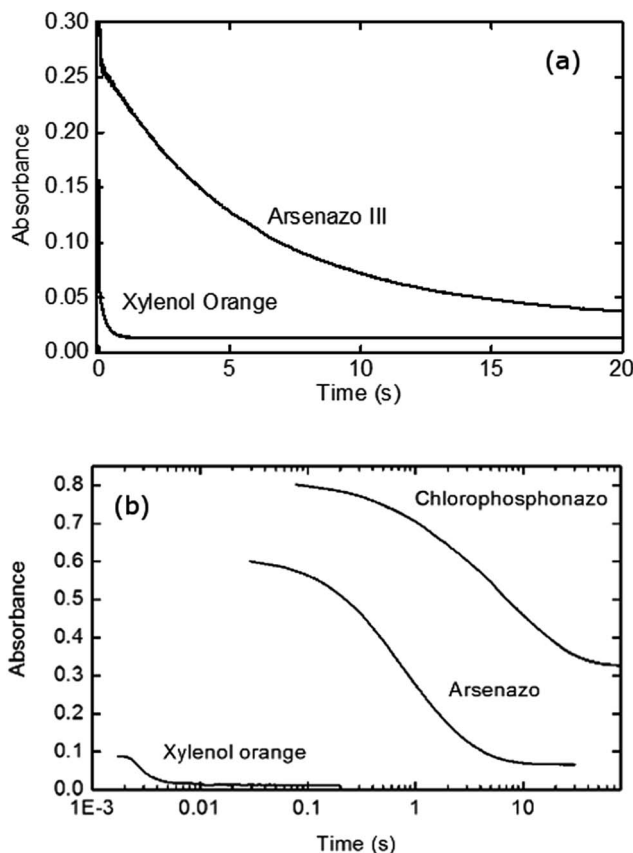 0.30
(a)
0.25
0.20
Absorbance
0.15
Arsenazo III
0.10
Xylenol Orange
0.05
0.00
0 5 10 15 20
Time (s)
0.8
(b)
Chlorophosphonazo
0.7
0.6
0.5
Absorbance
0.4
0.3
Arsenazo
0.2
Xylenol orange
0.1
0.0
1E-3 0.01 0.1 1 10
Time (s)